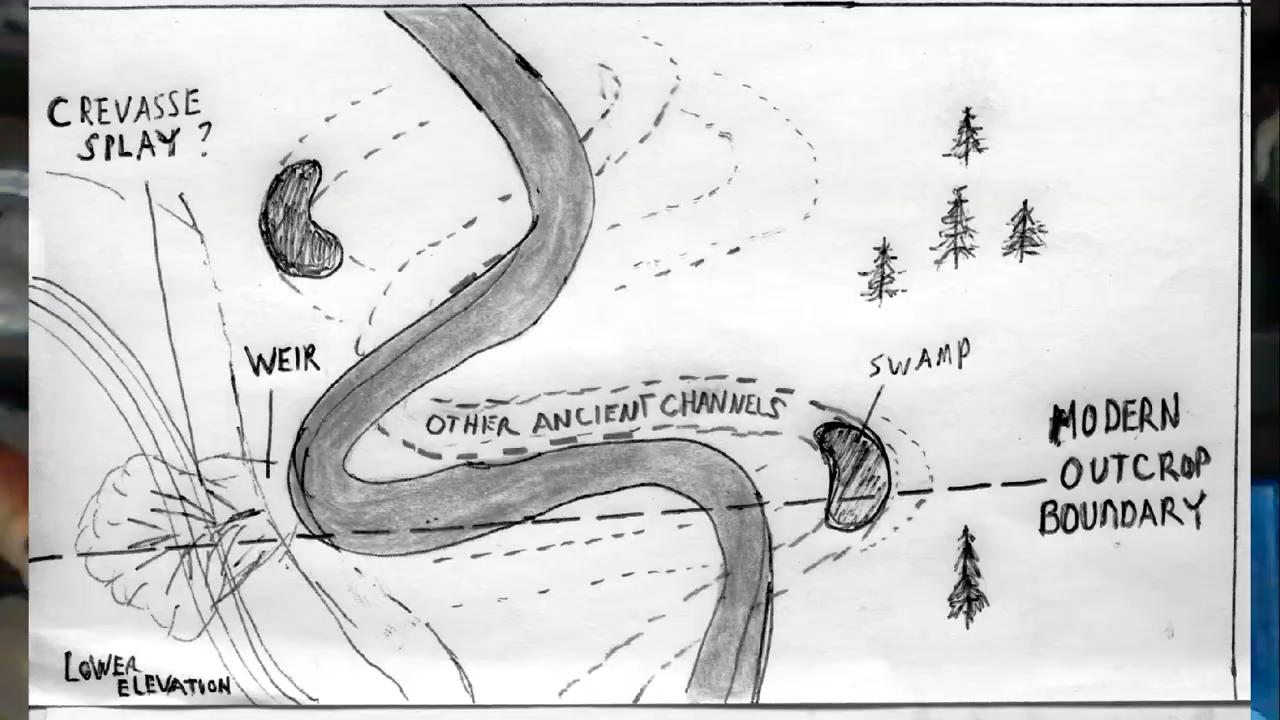 CREVASSE
SPLAY?
WEIR
OTHER ANCIENT CHANNELS
SWAMP
MODERN
OUTCROP
BOUNDARY
LOWER
ELEVATION